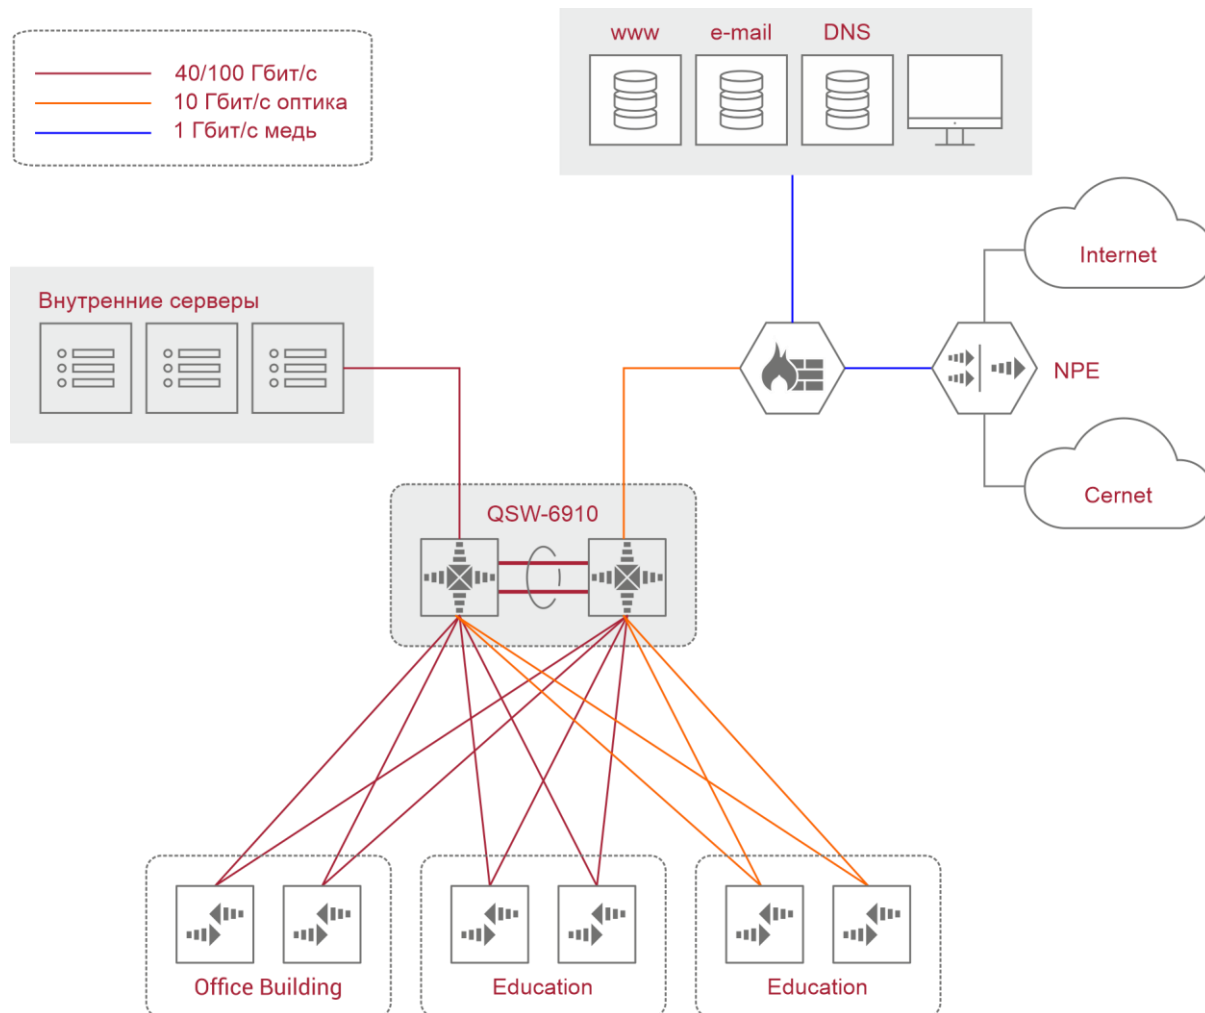 40/100 Гбит/с
10 Гбит/с оптика
1 Гбит/с медь
www
e-mail
DNS
Internet
Внутренние серверы
NPE
Cernet
QSW-6910
Office Building
Education
Education